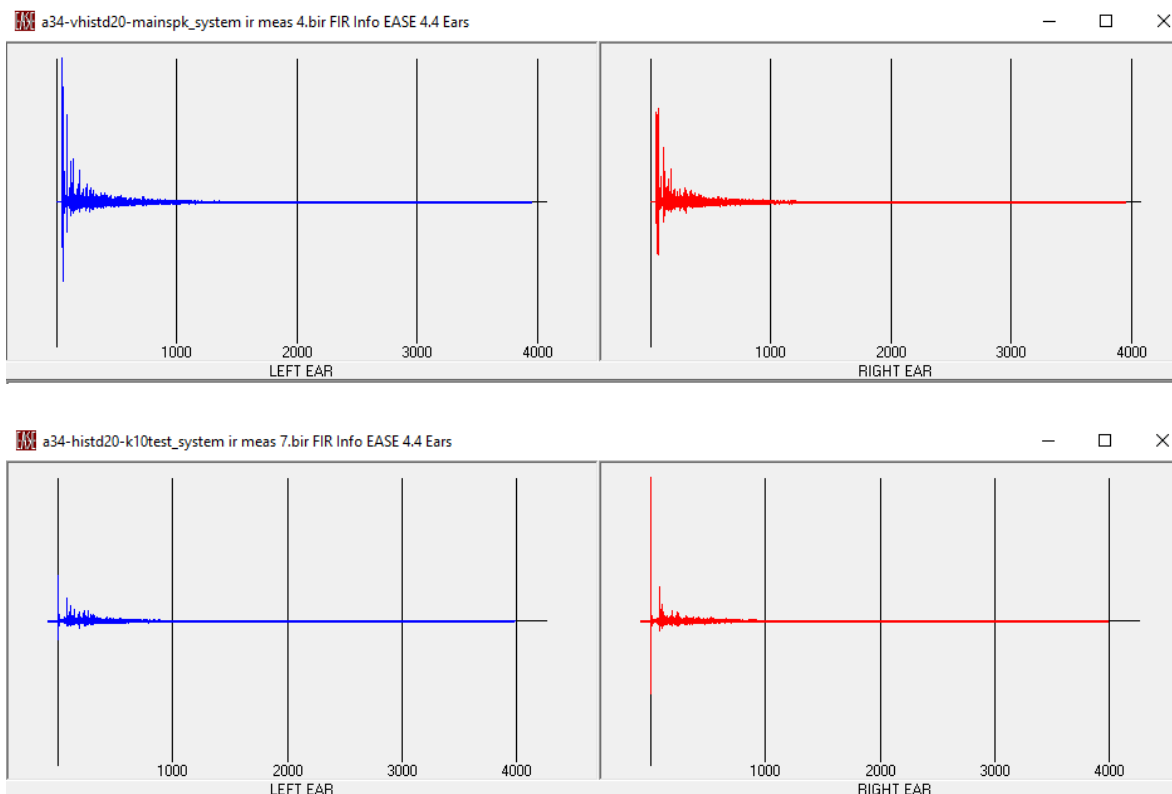 EASE a34-vhistd20-mainspk_system ir meas 4.bir FIR Info EASE 4.4 Ears
1000 2000 3000 4000 1000 2000 3000 4000
LEFT EAR RIGHT EAR
EASE a34-histd20-k10test_system ir meas 7.bir FIR Info EASE 4.4 Ears
1000 2000 3000 4000 1000 2000 3000 4000
LEFT EAR RIGHT EAR